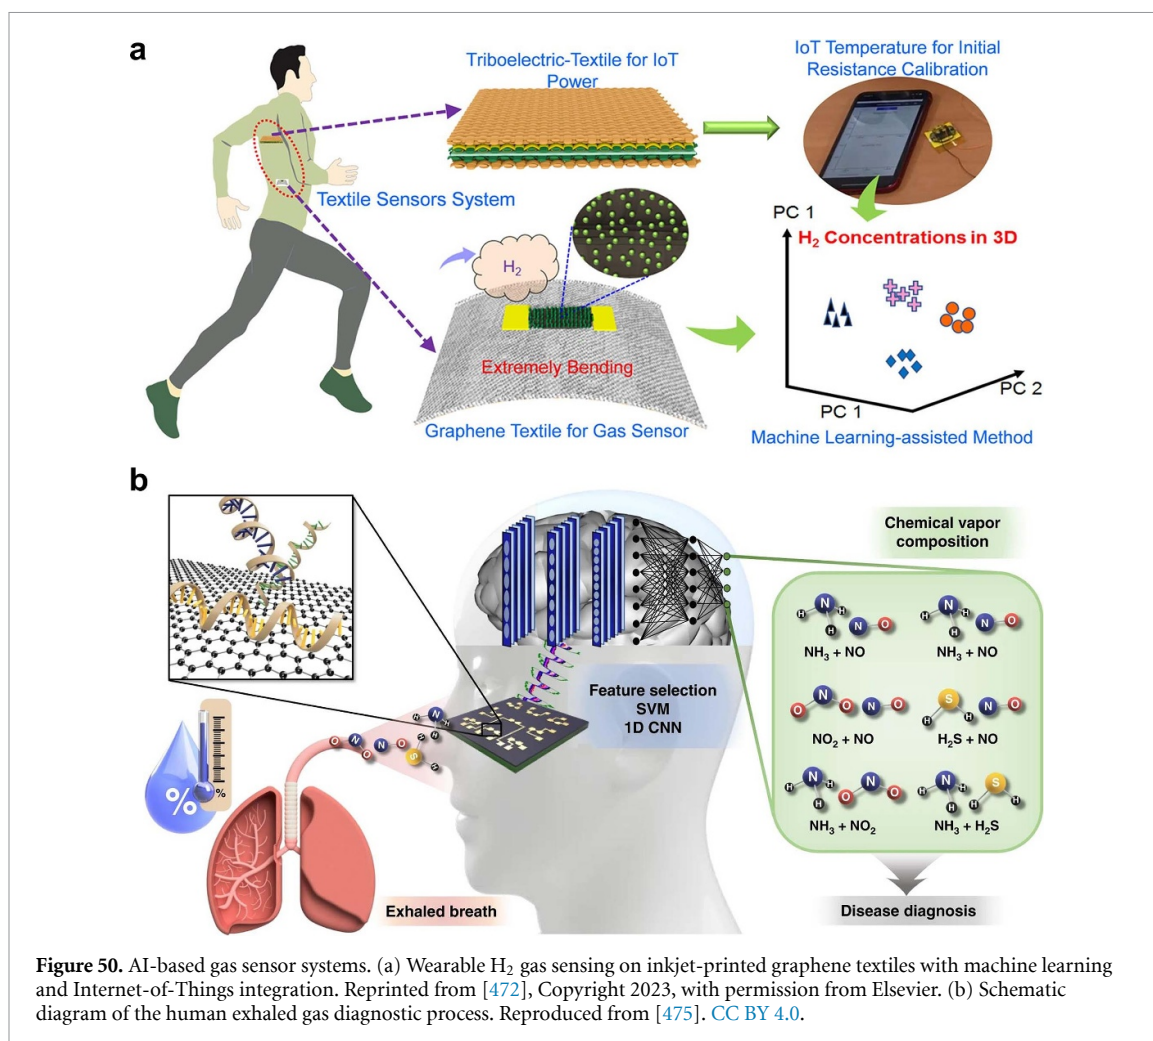 a
Triboelectric-Textile for IoT
Power
IoT Temperature for Initial
Resistance Calibration
Textile Sensors System
H₂
Extremely Bending
Graphene Textile for Gas Sensor
PC 1
H₂ Concentrations in 3D
PC 1
PC 2
Machine Learning-assisted Method
b
Chemical vapor
composition
Feature selection
SVM
1D CNN
N
H
H
H
N
O
NH₃ + NO
N
H
H
H
N
O
NH₃ + NO
O
N
O
N
O
NO₂ + NO
S
H
H
N
O
H₂S + NO
N
H
H
H
O
N
O
NH₃ + NO₂
N
H
H
H
S
H
H
NH₃ + H₂S
%
%
O
N
O
N
O
N
H
H
H
S
H
H
Exhaled breath
Disease diagnosis
Figure 50. AI-based gas sensor systems. (a) Wearable H₂ gas sensing on inkjet-printed graphene textiles with machine learning
and Internet-of-Things integration. Reprinted from [472], Copyright 2023, with permission from Elsevier. (b) Schematic
diagram of the human exhaled gas diagnostic process. Reproduced from [475]. CC BY 4.0.